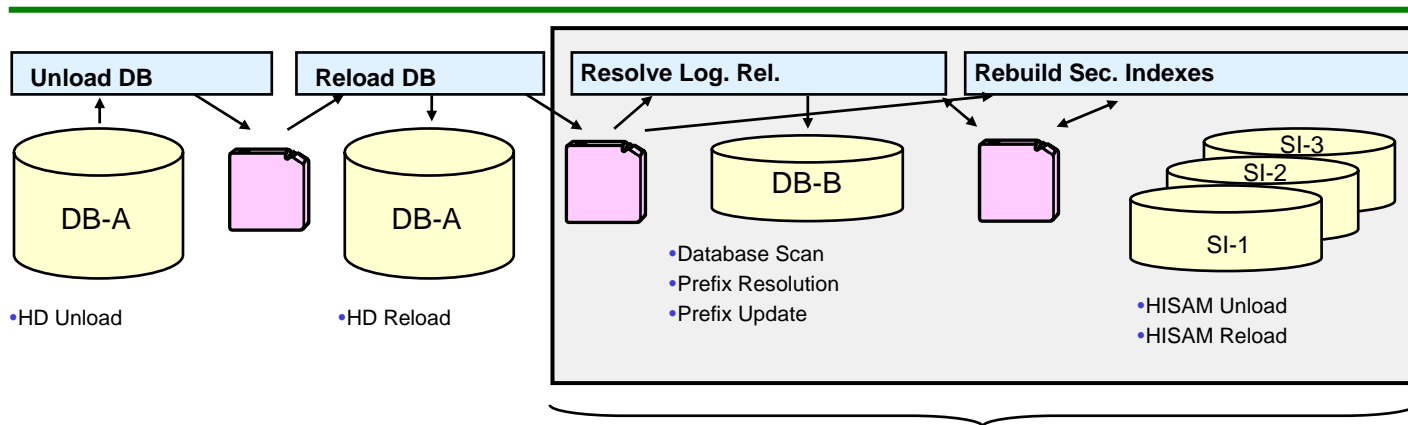 Unload DB
Reload DB
Resolve Log. Rel.
Rebuild Sec. Indexes
DB-A
DB-A
DB-B
SI-3
SI-2
SI-1
•HD Unload
•HD Reload
•Database Scan
•Prefix Resolution
•Prefix Update
•HISAM Unload
•HISAM Reload